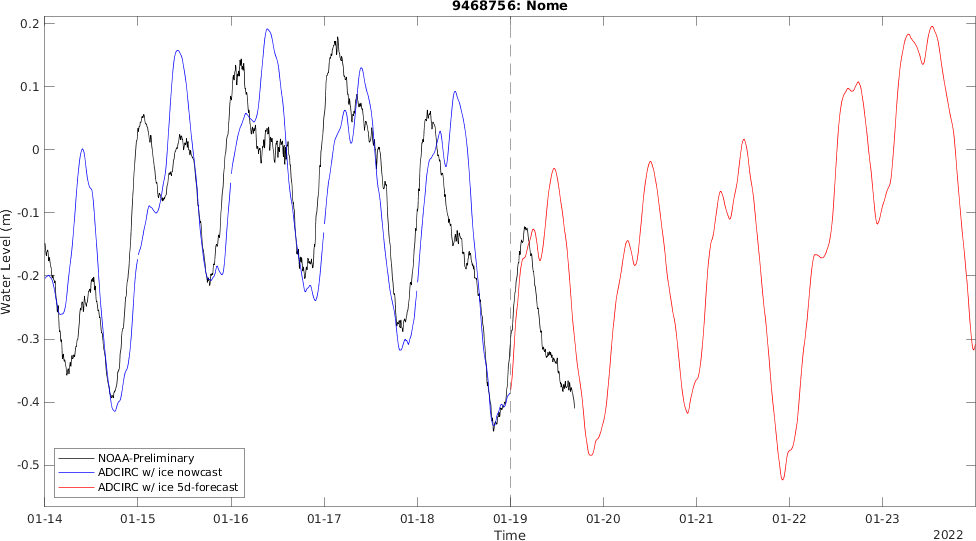 9468756: Nome
0.2
0.1
0
-0.1
-0.2
-0.3
-0.4
-0.5
Water Level (m)
NOAA-Preliminary
ADCIRC w/ ice nowcast
ADCIRC w/ ice 5d-forecast
01-14 01-15 01-16 01-17 01-18 01-19 01-20 01-21 01-22 01-23
Time
2022